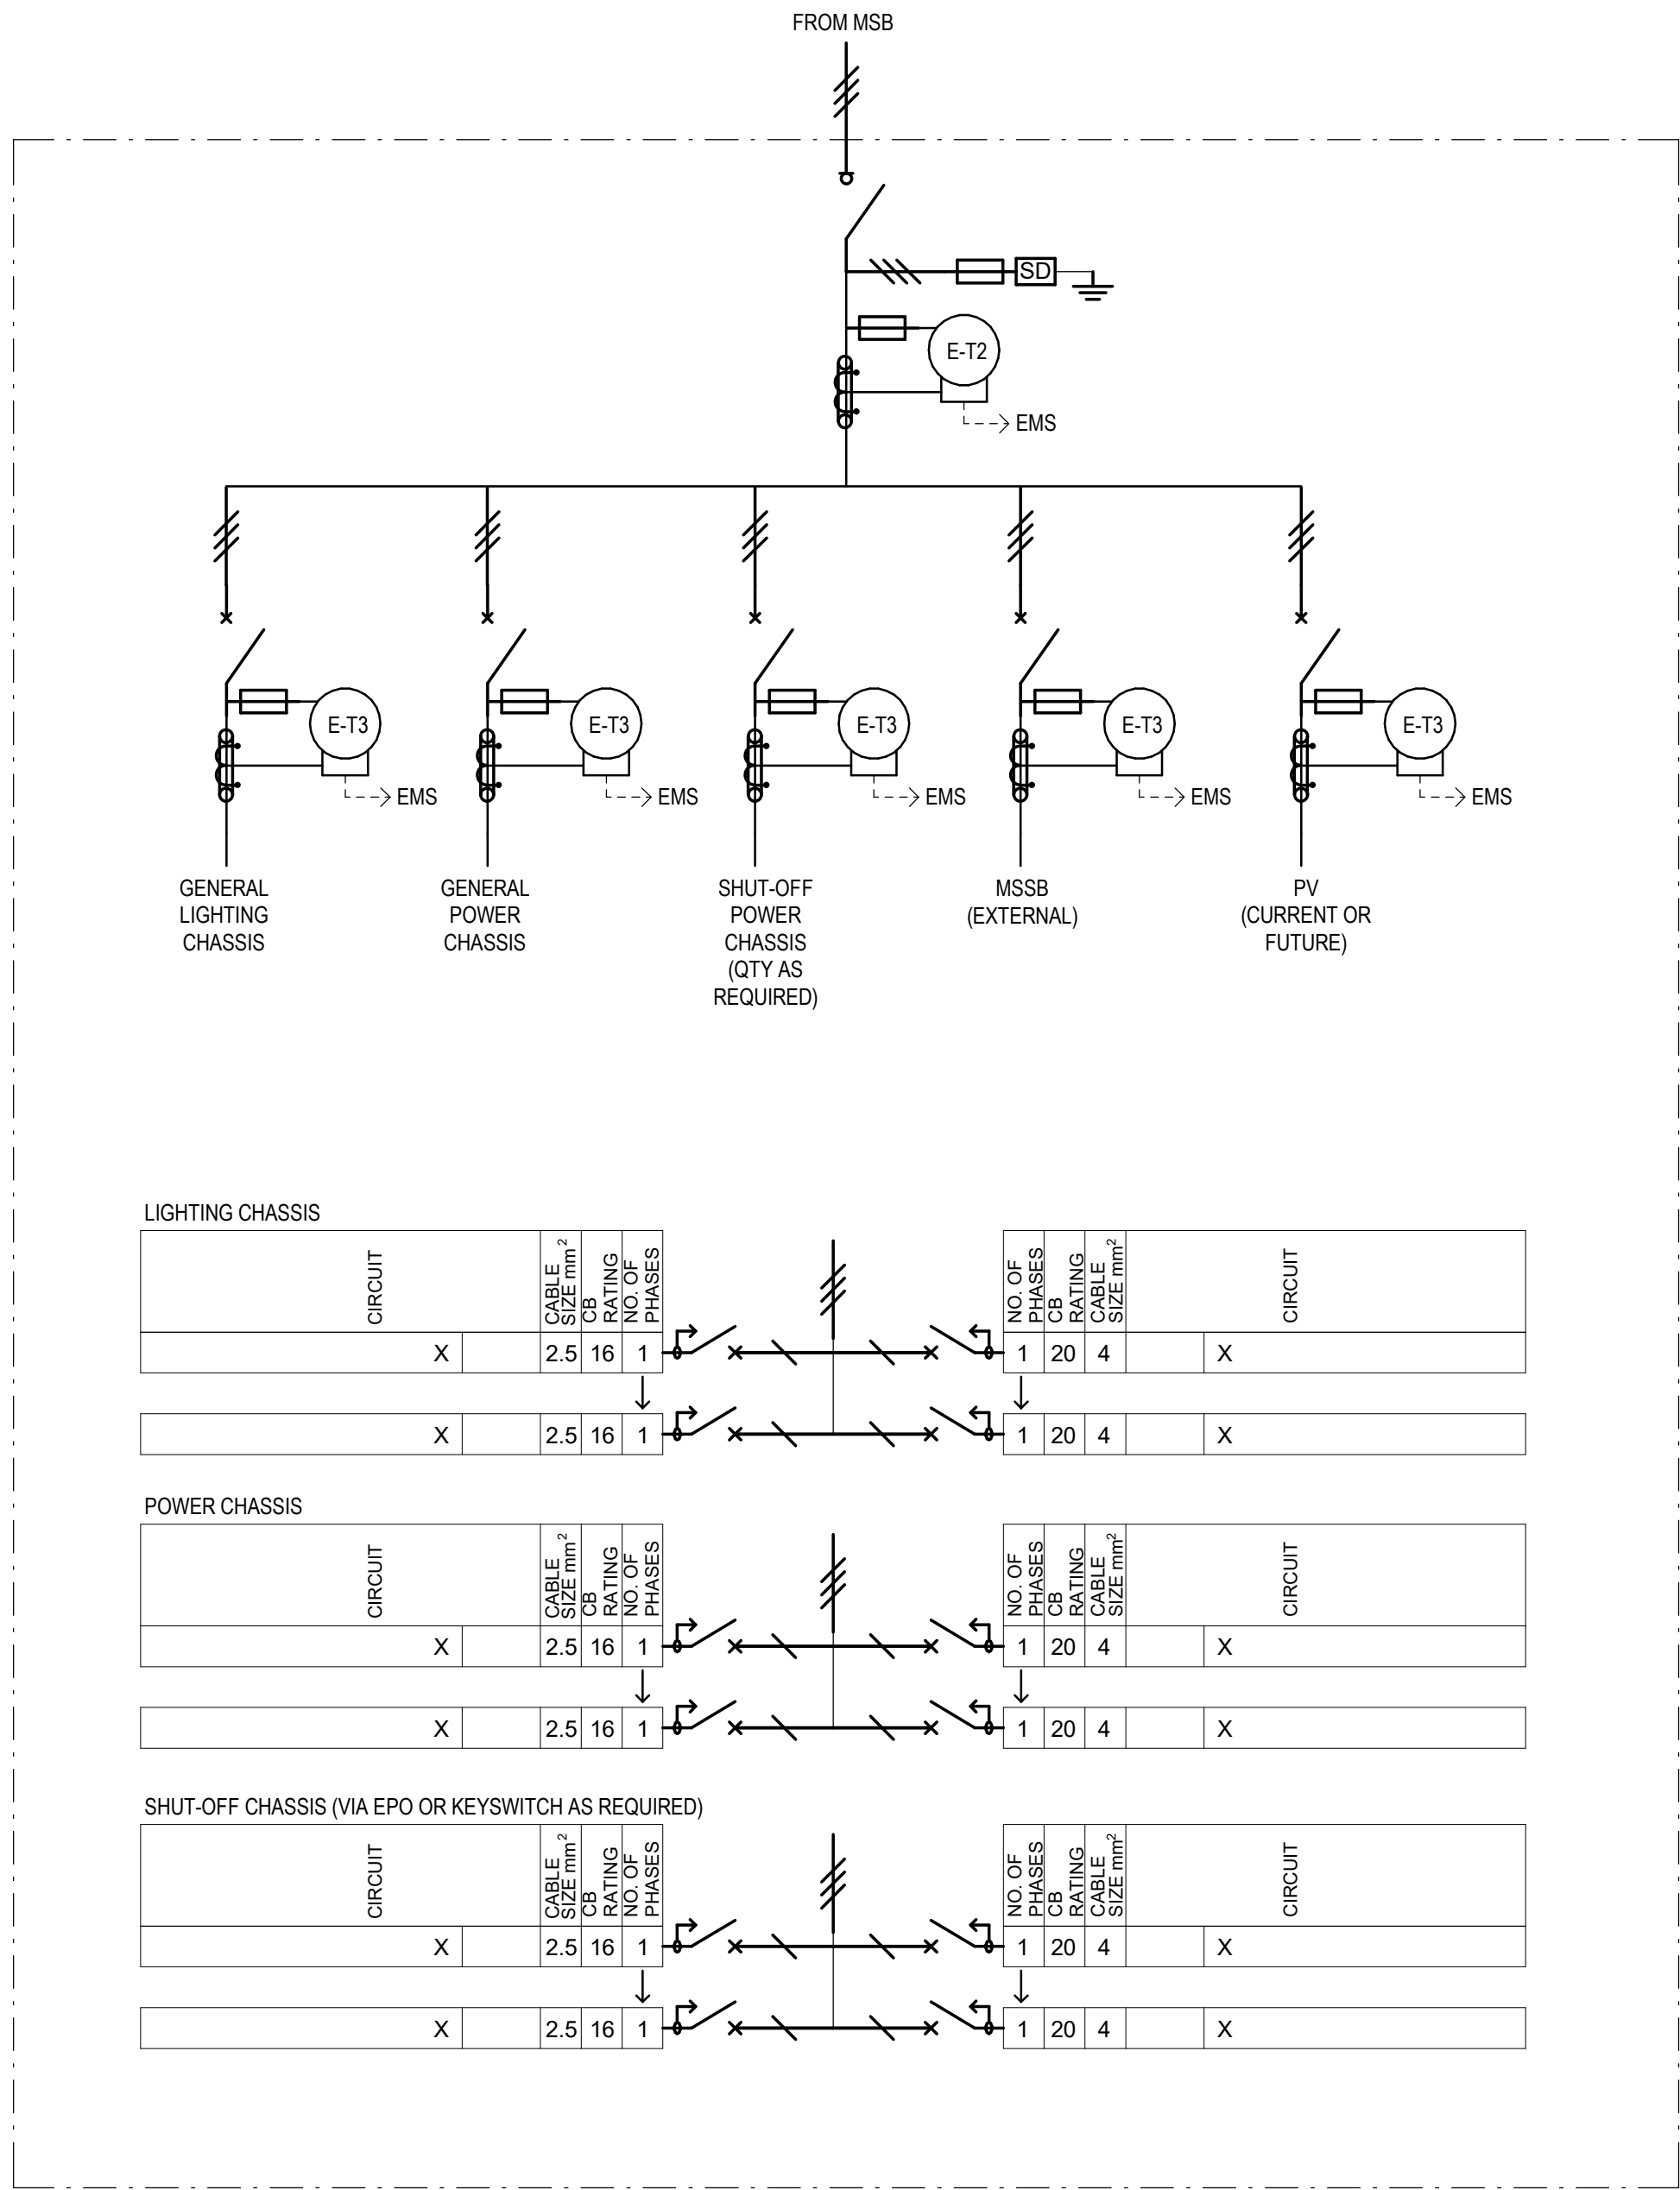 FROM MSB
SD
E-T2
EMS
E-T3
EMS
E-T3
EMS
E-T3
EMS
E-T3
EMS
E-T3
EMS
GENERAL
LIGHTING
CHASSIS
GENERAL
POWER
CHASSIS
SHUT-OFF
POWER
CHASSIS
(QTY AS
REQUIRED)
MSSB
(EXTERNAL)
PV
(CURRENT OR
FUTURE)
LIGHTING CHASSIS
CIRCUIT
CABLE
SIZE mm²
CB
RATING
NO. OF
PHASES
NO. OF
PHASES
CB
RATING
CABLE
SIZE mm²
CIRCUIT
X 2.5 16 1
1 20 4 X
X 2.5 16 1
1 20 4 X
POWER CHASSIS
CIRCUIT
CABLE
SIZE mm²
CB
RATING
NO. OF
PHASES
NO. OF
PHASES
CB
RATING
CABLE
SIZE mm²
CIRCUIT
X 2.5 16 1
1 20 4 X
X 2.5 16 1
1 20 4 X
SHUT-OFF CHASSIS (VIA EPO OR KEYSWITCH AS REQUIRED)
CIRCUIT
CABLE
SIZE mm²
CB
RATING
NO. OF
PHASES
NO. OF
PHASES
CB
RATING
CABLE
SIZE mm²
CIRCUIT
X 2.5 16 1
1 20 4 X
X 2.5 16 1
1 20 4 X